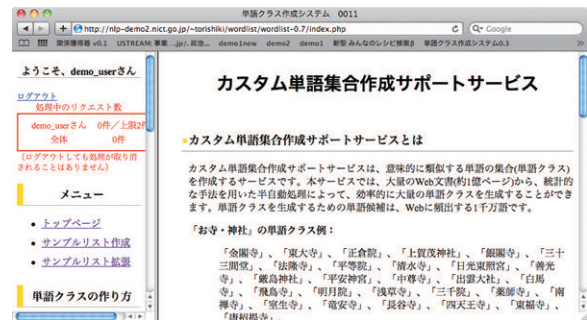 単語クラス作成システム 0011
http://nlp-demo2.nict.go.jp/~torishiki/wordlist/wordlist-0.7/index.php
Google
関係獲得器 v0.1 USTREAM: 事業 ...jp/, 政治... demo1new demo2 demo1 新型 みんなのレシピ検索β 単語クラス作成システム0.3
ようこそ、demo_userさん
ログアウト
処理中のリクエスト数
demo_userさん 0件／上限2件
全体 0件
(ログアウトしても処理が取り消
されることはありません)
メニュー
トップページ
サンプルリスト作成
サンプルリスト拡張
単語クラスの作り方
カスタム単語集合作成サポートサービス
カスタム単語集合作成サポートサービスとは
カスタム単語集合作成サポートサービスは、意味的に類似する単語の集合(単語クラス)
を作成するサービスです。本サービスでは、大量のWeb文書(約1億ページ)から、統計的
な手法を用いた半自動処理によって、効率的に大量の単語クラスを生成することができ
ます。単語クラスを生成するための単語候補は、Webに頻出する1千万語です。
「お寺・神社」の単語クラス例：
「金閣寺」、「東大寺」、「正倉院」、「上賀茂神社」、「銀閣寺」、「三十
三間堂」、「法隆寺」、「平等院」、「清水寺」、「日光東照宮」、「善光
寺」、「厳島神社」、「平安神宮」、「中尊寺」、「出雲大社」、「白馬
寺」、「飛鳥寺」、「明月院」、「浅草寺」、「三千院」、「薬師寺」、「南
禅寺」、「室生寺」、「竜安寺」、「長谷寺」、「四天王寺」、「東福寺」、
「唐招提寺」、